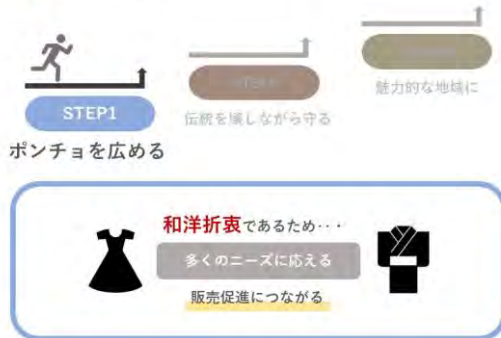 STEP1
ポンチョを広める
伝統を壊しながら守る
魅力的な地域に
和洋折衷であるため・・・
多くのニーズに応える
販売促進につながる